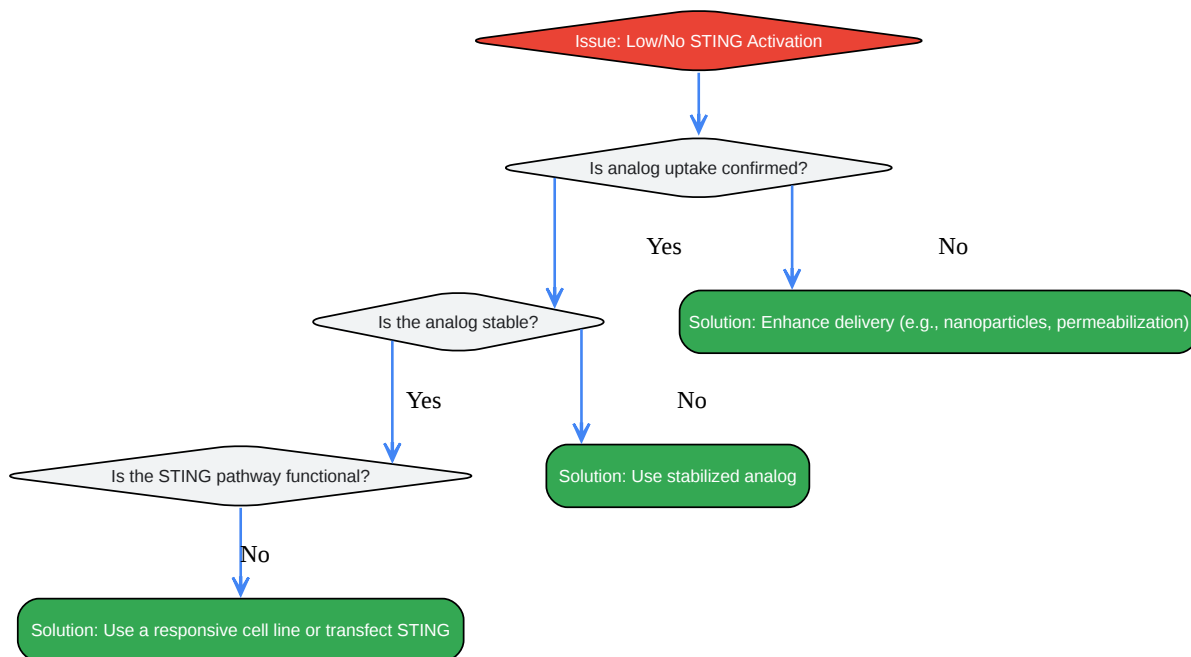 Issue: Low/No STING Activation
Is analog uptake confirmed?
Yes
No
Is the analog stable?
Solution: Enhance delivery (e.g., nanoparticles, permeabilization)
Yes
No
Is the STING pathway functional?
Solution: Use stabilized analog
No
Solution: Use a responsive cell line or transfect STING